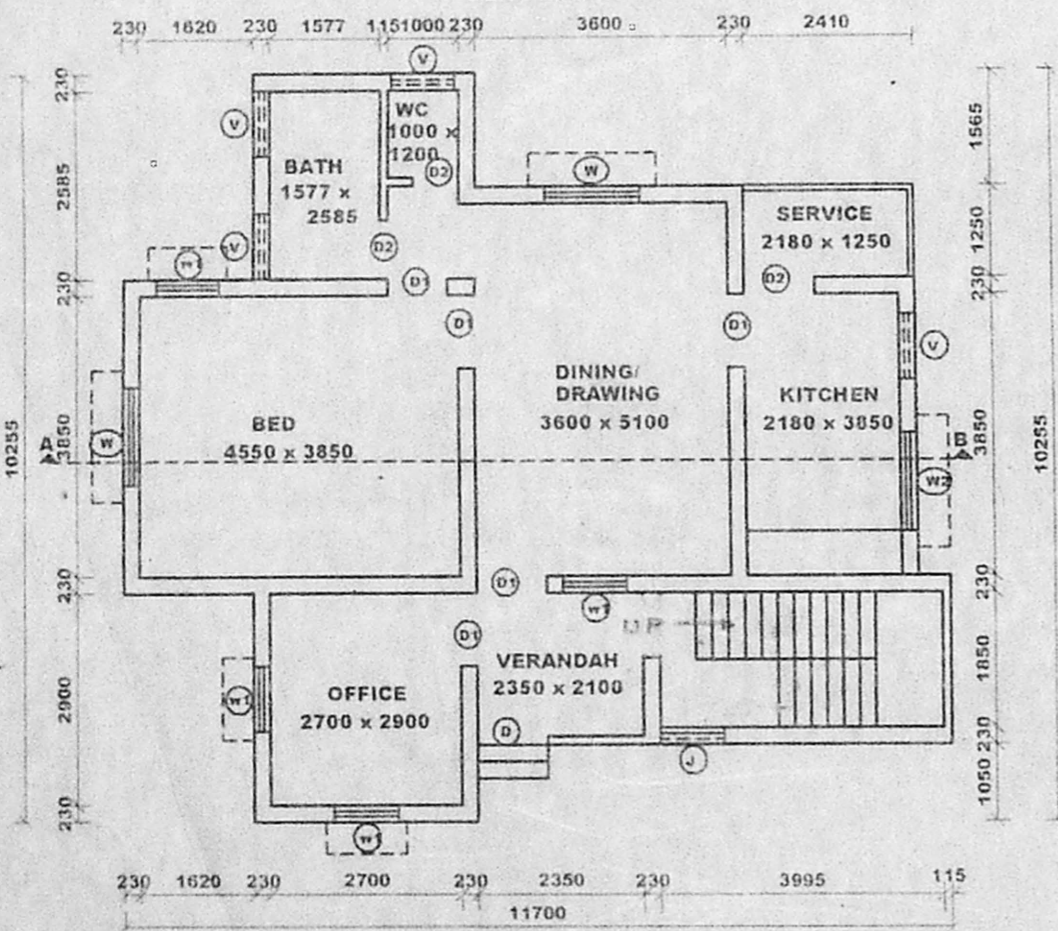 230 1620 230 1577 115 1000 230 3600 230 2410
V
230
WC
1000 x
1200
V
1565
BATH
1577 x
2585
D2
W
2585
SERVICE
2180 x 1250
1250
V
D2
W1
D1
D2
230
230
D1
D1
V
DINING/
DRAWING
3600 x 5100
KITCHEN
2180 x 3850
BED
4550 x 3850
10255
3850
A
W
B
3850
10255
W2
230
D1
W1
230
UP
D1
VERANDAH
2350 x 2100
1850
OFFICE
2700 x 2900
W1
2900
D
J
230
1050
230
W1
230 1620 230 2700 230 2350 230 3995 115
11700